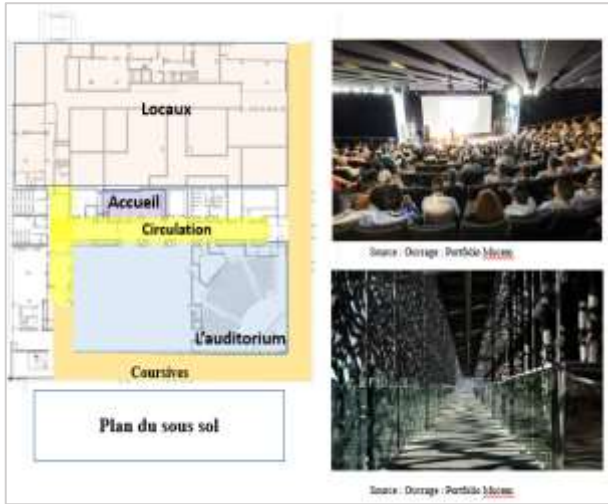 Locaux
Accueil
Circulation
L'auditorium
Coursives
Plan du sous sol
Source : Ouvrage : Portfolio Mucem
Source : Ouvrage : Portfolio Mucem